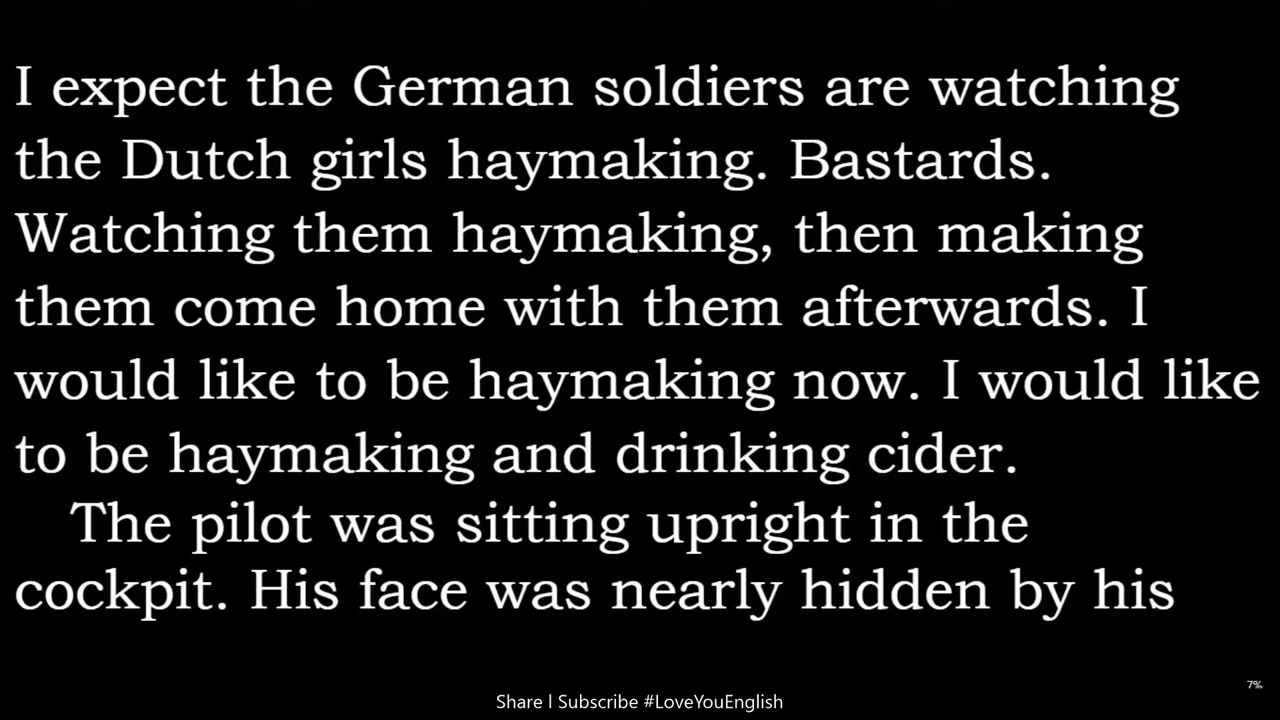 I expect the German soldiers are watching
the Dutch girls haymaking. Bastards.
Watching them haymaking, then making
them come home with them afterwards. I
would like to be haymaking now. I would like
to be haymaking and drinking cider.
The pilot was sitting upright in the
cockpit. His face was nearly hidden by his
7%
Share | Subscribe #LoveYouEnglish